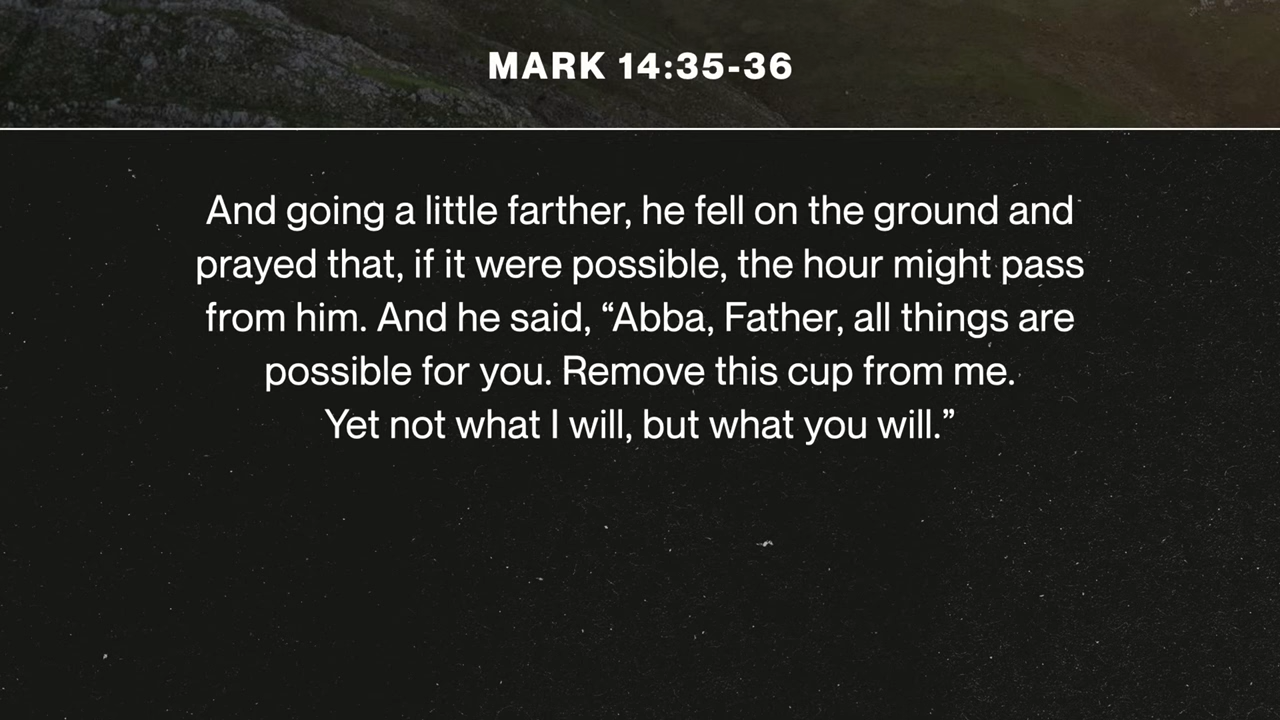 MARK 14:35-36
And going a little farther, he fell on the ground and
prayed that, if it were possible, the hour might pass
from him. And he said, “Abba, Father, all things are
possible for you. Remove this cup from me.
Yet not what I will, but what you will.”